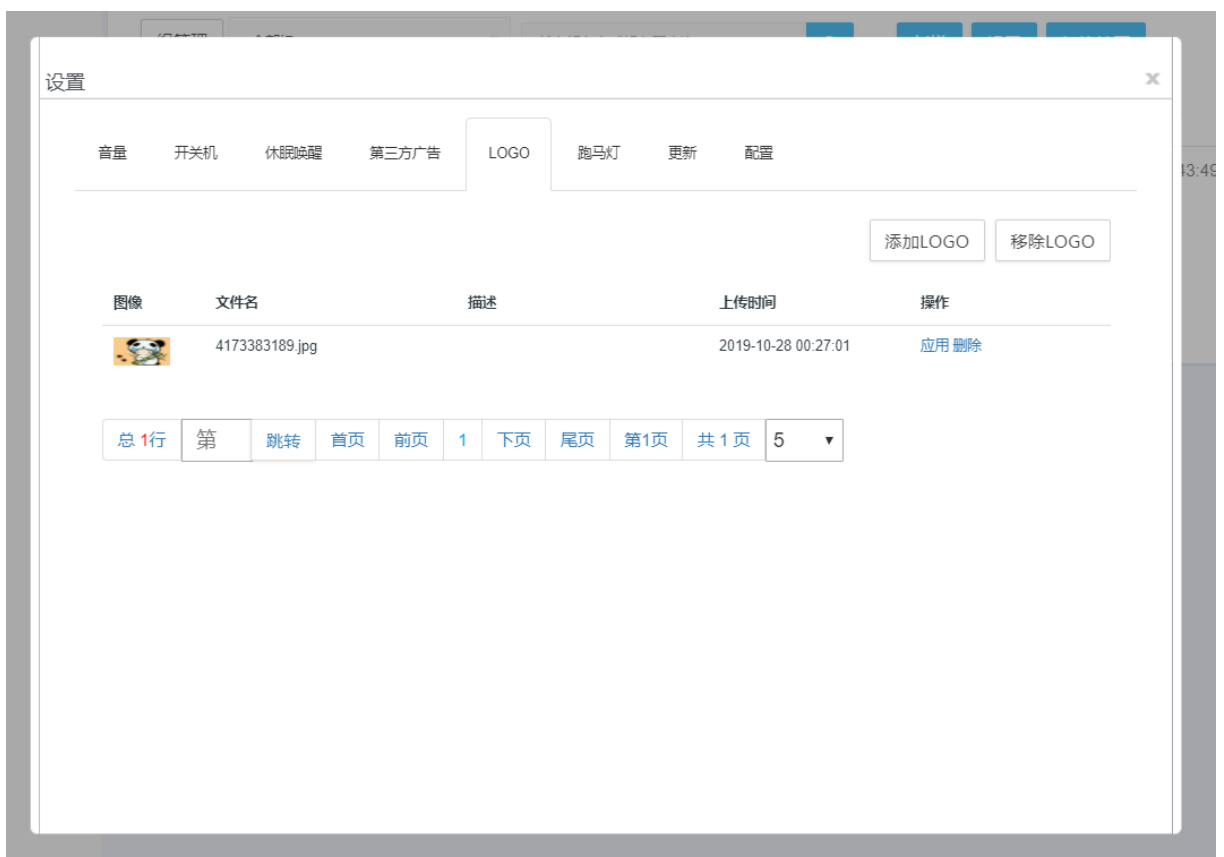 43:49
设置
×
音量 开关机 休眠唤醒 第三方广告 LOGO 跑马灯 更新 配置
添加LOGO 移除LOGO
图像 文件名 描述 上传时间 操作
4173383189.jpg 2019-10-28 00:27:01 应用 删除
总 1行 第 跳转 首页 前页 1 下页 尾页 第1页 共 1 页 5